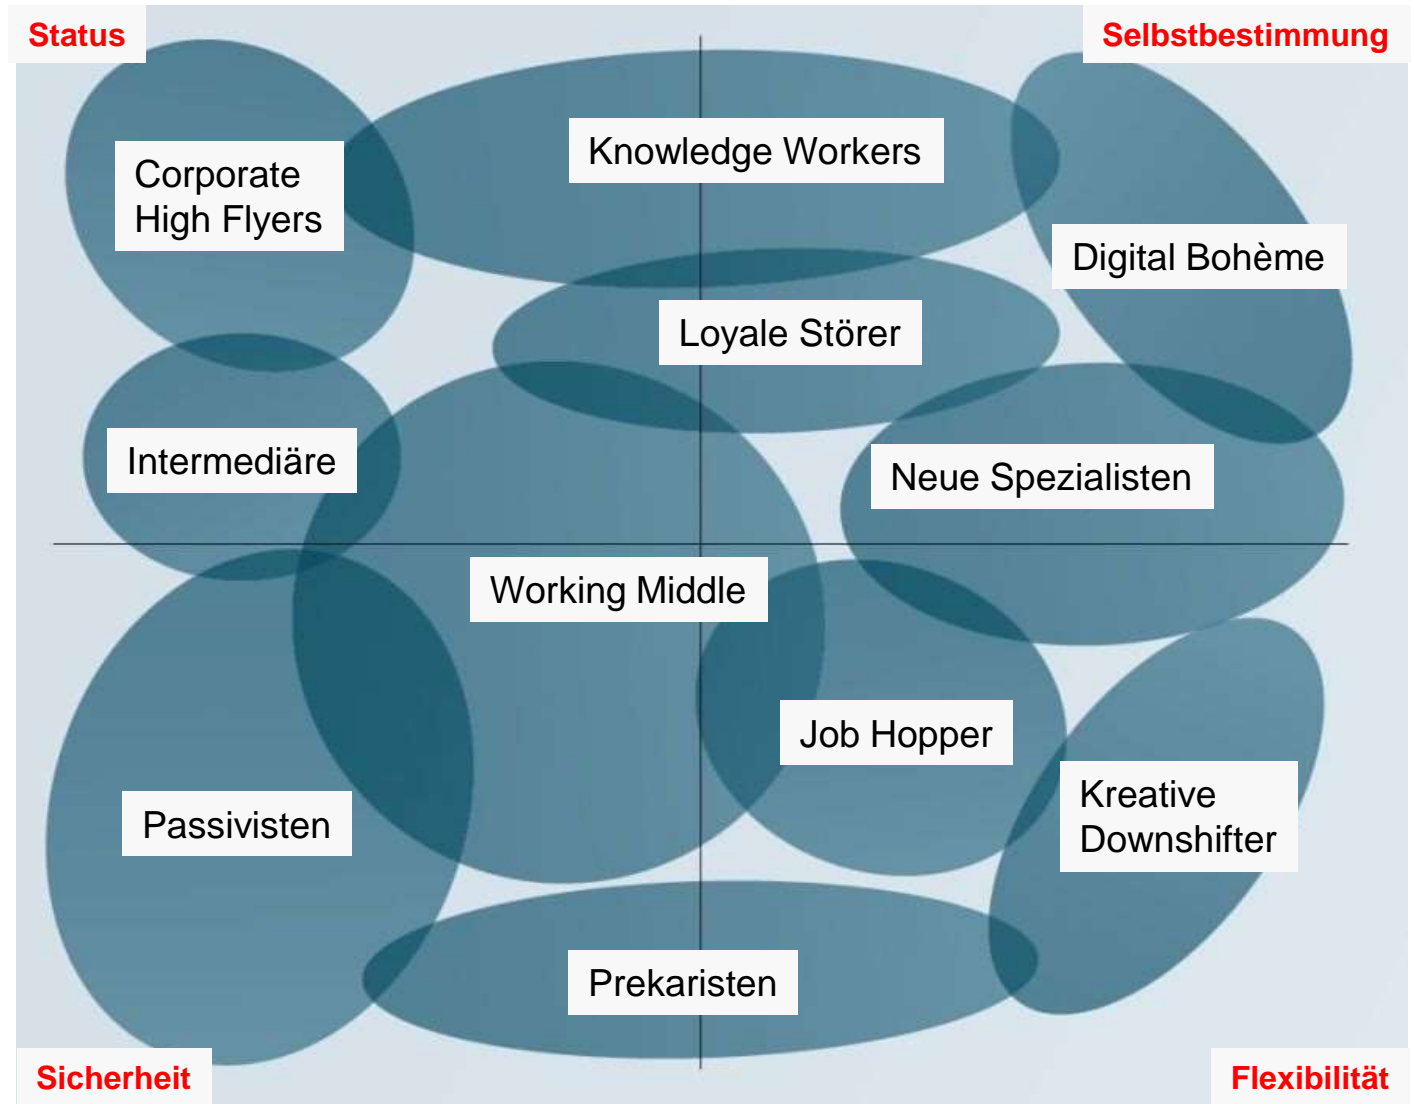 Status
Selbstbestimmung
Knowledge Workers
Corporate
High Flyers
Digital Bohème
Loyale Störer
Intermediäre
Neue Spezialisten
Working Middle
Job Hopper
Kreative
Downshifter
Passivisten
Prekaristen
Sicherheit
Flexibilität